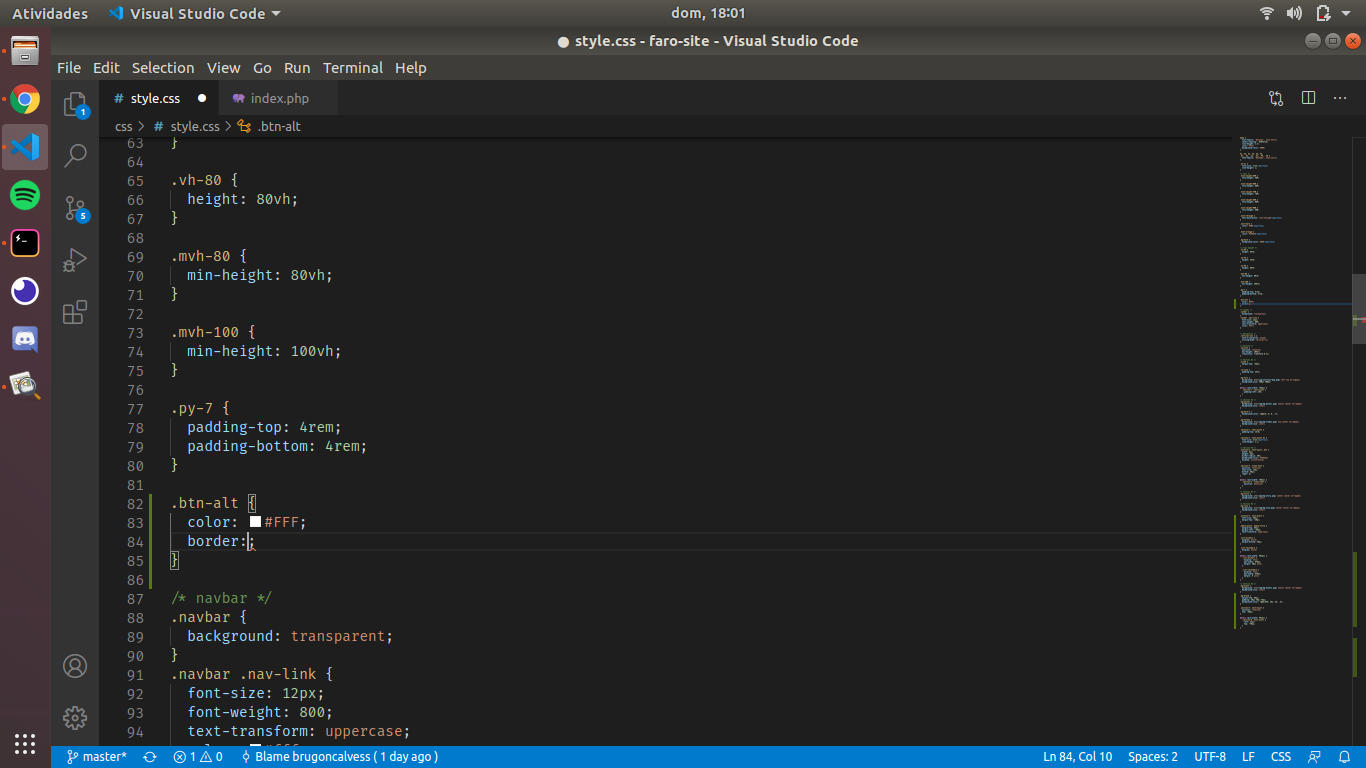 Atividades Visual Studio Code dom, 18:01
● style.css - faro-site - Visual Studio Code
File Edit Selection View Go Run Terminal Help
# style.css ● index.php
css > # style.css > .btn-alt
63 }
64
65 .vh-80 {
66 height: 80vh;
67 }
68
69 .mvh-80 {
70 min-height: 80vh;
71 }
72
73 .mvh-100 {
74 min-height: 100vh;
75 }
76
77 .py-7 {
78 padding-top: 4rem;
79 padding-bottom: 4rem;
80 }
81
82 .btn-alt {
83 color: #FFF;
84 border:;
85 }
86
87 /* navbar */
88 .navbar {
89 background: transparent;
90 }
91 .navbar .nav-link {
92 font-size: 12px;
93 font-weight: 800;
94 text-transform: uppercase;
1
5
master* 1 0 Blame brugoncalvess ( 1 day ago ) Ln 84, Col 10 Spaces: 2 UTF-8 LF CSS